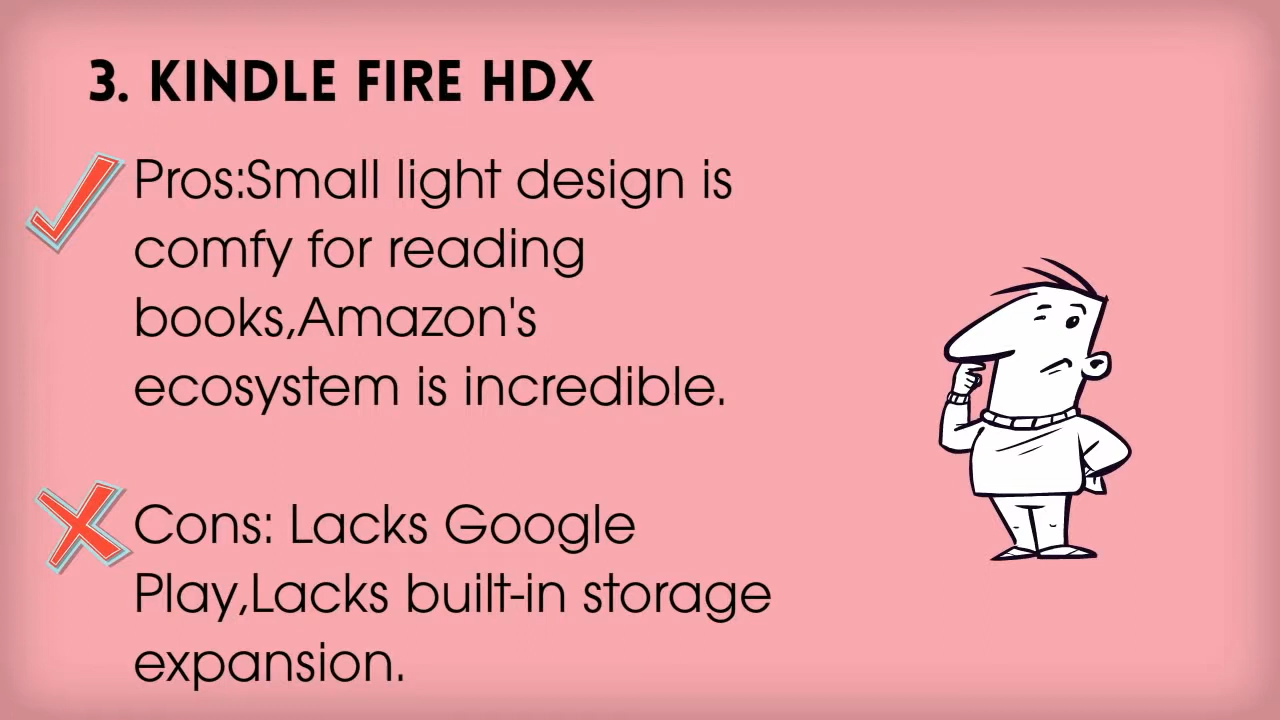 3. KINDLE FIRE HDX
Pros:Small light design is
comfy for reading
books,Amazon's
ecosystem is incredible.
Cons: Lacks Google
Play,Lacks built-in storage
expansion.